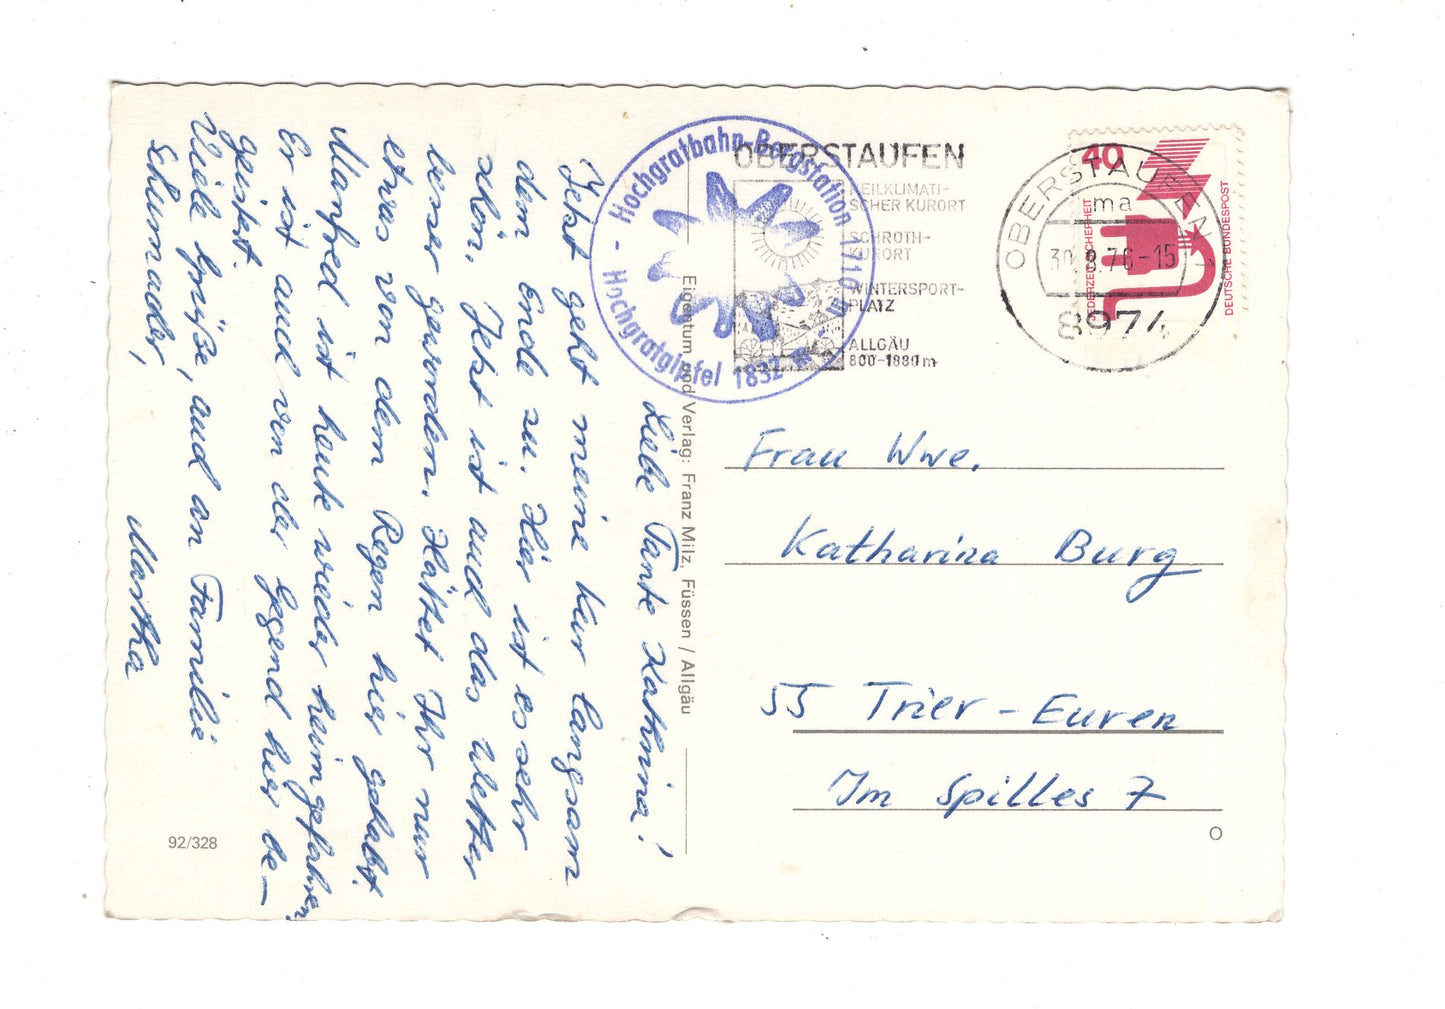 Liebe Tante Kathrina!
Jetzt geht meine Kur langsam
dem Ende zu. Hier ist es sehr
schön. Jetzt ist auch das Wetter
besser geworden. Hättet Ihr nur
etwas von dem Regen hier gehabt.
Manfred ist heute wieder heimgefahren.
Er ist auch von der Gegend hier be-
geistert.
Viele Grüße, auch an Familie
Schumacher,
Martha
92/328
Eigentum und Verlag: Franz Milz, Füssen / Allgäu
- Hochgratbahn-Bergstation 1710 m
- Hochgratgipfel 1832 m
OBERSTAUFEN
HEILKLIMATI-
SCHER KURORT
SCHROTH-
KURORT
WINTERSPORT-
PLATZ
ALLGÄU
800-1880 m
OBERSTAUFEN 1
ma
30.8.76-15
8974
40
JEDERZEIT SICHERHEIT
DEUTSCHE BUNDESPOST
Frau Wwe.
Katharina Burg
55 Trier-Euren
Im Spilles 7
O